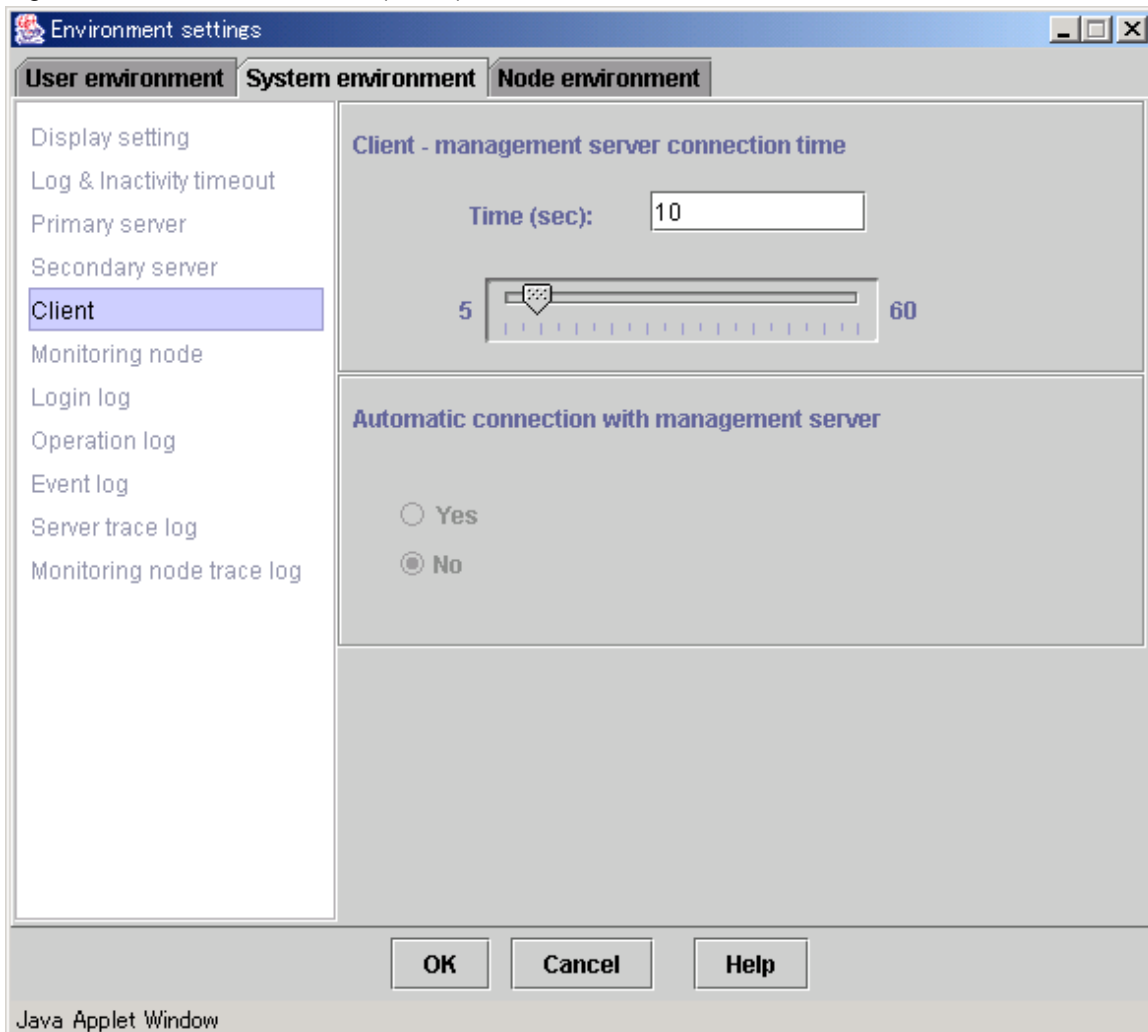 Environment settings
User environment System environment Node environment
Display setting
Log & Inactivity timeout
Primary server
Secondary server
Client
Monitoring node
Login log
Operation log
Event log
Server trace log
Monitoring node trace log
Client - management server connection time
Time (sec): 10
5 60
Automatic connection with management server
Yes
No
OK Cancel Help
Java Applet Window